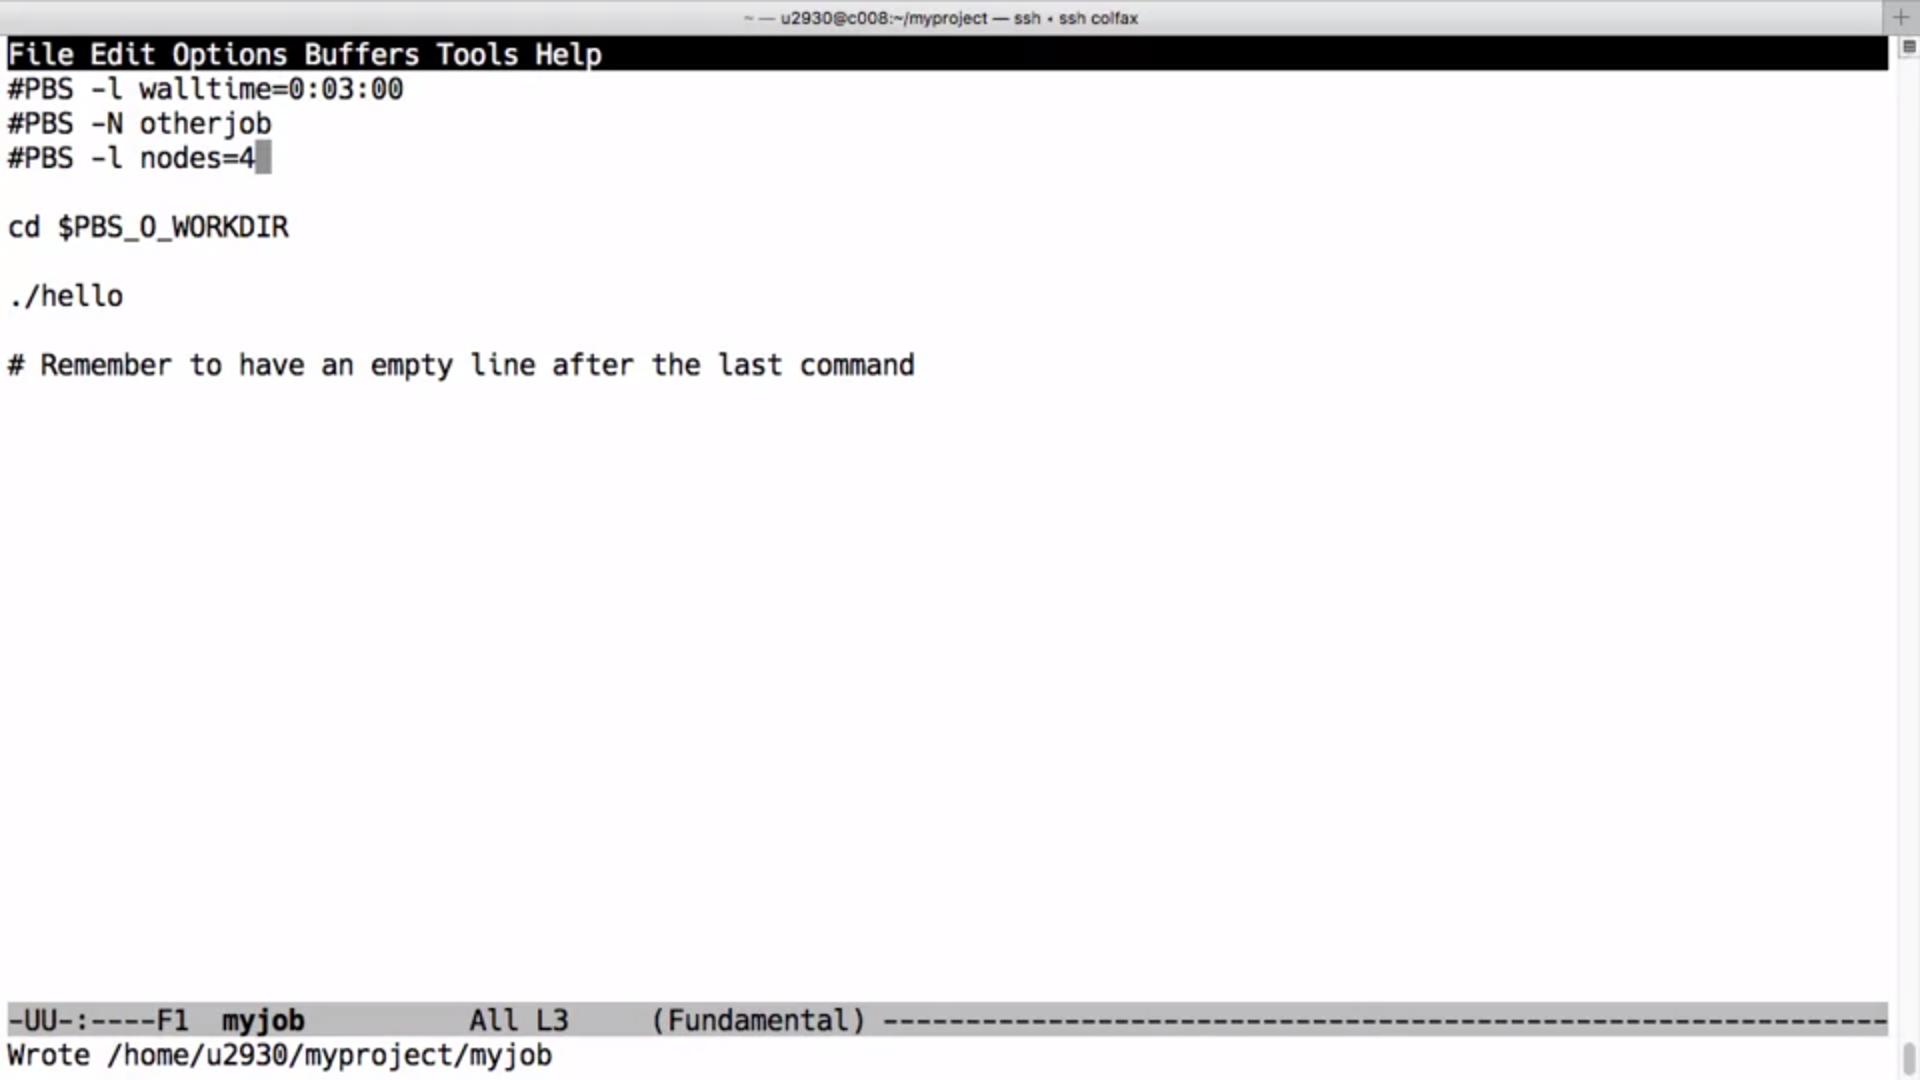 ~ — u2930@c008:~/myproject — ssh • ssh colfax
File Edit Options Buffers Tools Help
#PBS -l walltime=0:03:00
#PBS -N otherjob
#PBS -l nodes=4
cd $PBS_O_WORKDIR
./hello
# Remember to have an empty line after the last command
-UU-:----F1  myjob          All L3     (Fundamental) -------------------------------------------------------------
Wrote /home/u2930/myproject/myjob